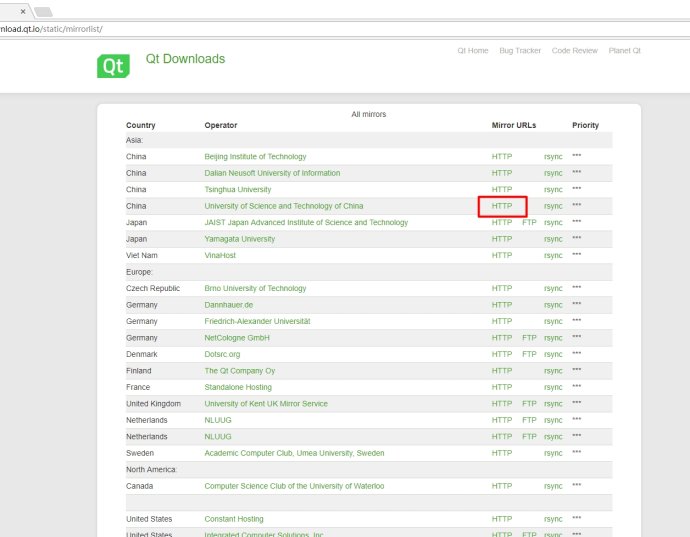 ×
nload.qt.io/static/mirrorlist/
Qt Home Bug Tracker Code Review Planet Qt
Qt Qt Downloads
All mirrors
Country Operator Mirror URLs Priority
Asia:
China Beijing Institute of Technology HTTP rsync ***
China Dalian Neusoft University of Information HTTP rsync ***
China Tsinghua University HTTP rsync ***
China University of Science and Technology of China HTTP rsync ***
Japan JAIST Japan Advanced Institute of Science and Technology HTTP FTP rsync ***
Japan Yamagata University HTTP rsync ***
Viet Nam VinaHost HTTP rsync ***
Europe:
Czech Republic Brno University of Technology HTTP rsync ***
Germany Dannhauer.de HTTP rsync ***
Germany Friedrich-Alexander Universität HTTP rsync ***
Germany NetCologne GmbH HTTP FTP rsync ***
Denmark Dotsrc.org HTTP FTP rsync ***
Finland The Qt Company Oy HTTP rsync ***
France Standalone Hosting HTTP rsync ***
United Kingdom University of Kent UK Mirror Service HTTP FTP rsync ***
Netherlands NLUUG HTTP FTP rsync ***
Netherlands NLUUG HTTP FTP rsync ***
Sweden Academic Computer Club, Umea University, Sweden HTTP rsync ***
North America:
Canada Computer Science Club of the University of Waterloo HTTP rsync ***
United States Constant Hosting HTTP rsync ***
United States Integrated Computer Solutions, Inc. HTTP FTP rsync ***